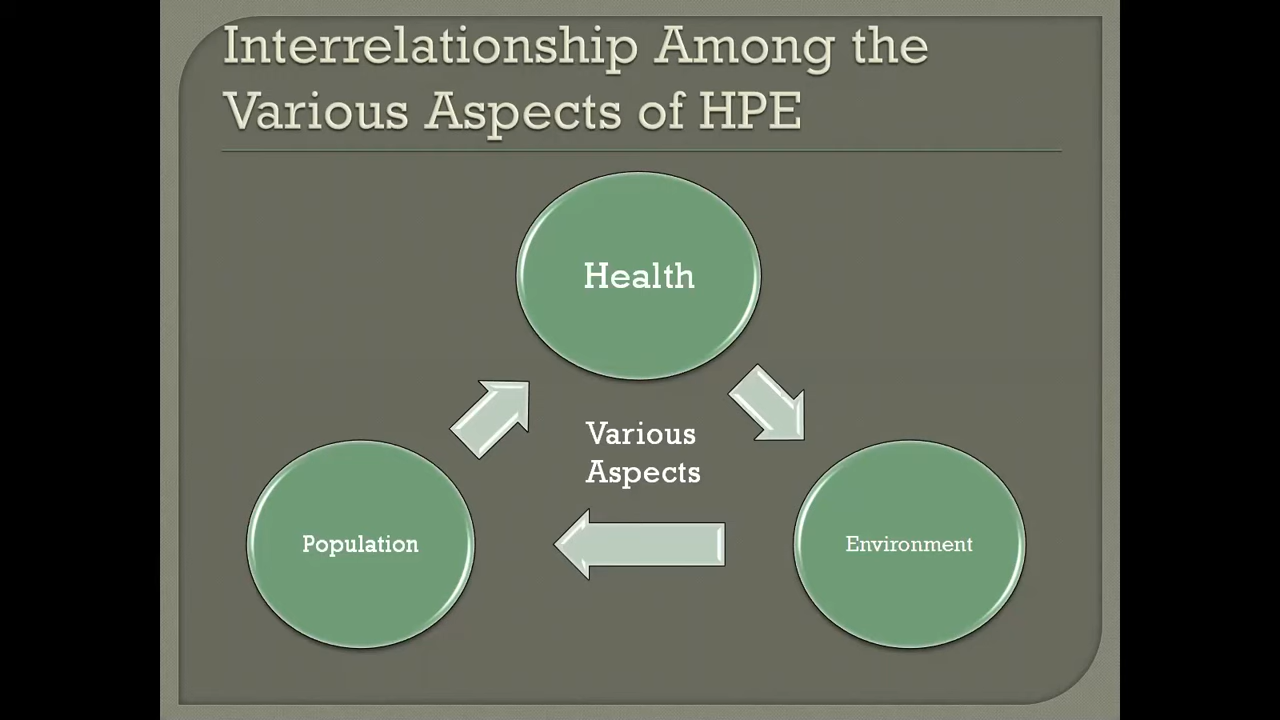 Interrelationship Among the
Various Aspects of HPE
Health
Various
Aspects
Population
Environment